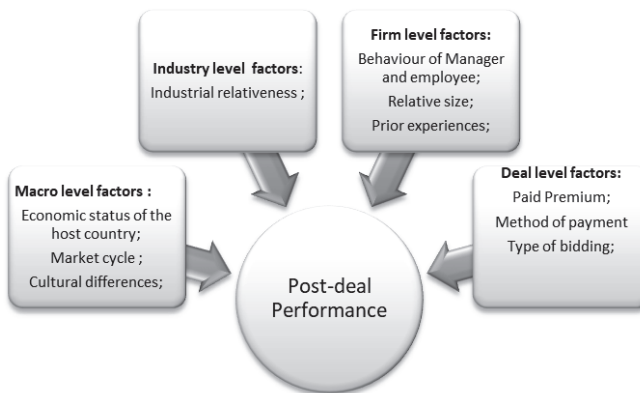 Macro level factors :
Economic status of the
host country;
Market cycle ;
Cultural differences;
Industry level factors:
Industrial relativeness ;
Firm level factors:
Behaviour of Manager
and employee;
Relative size;
Prior experiences;
Deal level factors:
Paid Premium;
Method of payment
Type of bidding;
Post-deal
Performance